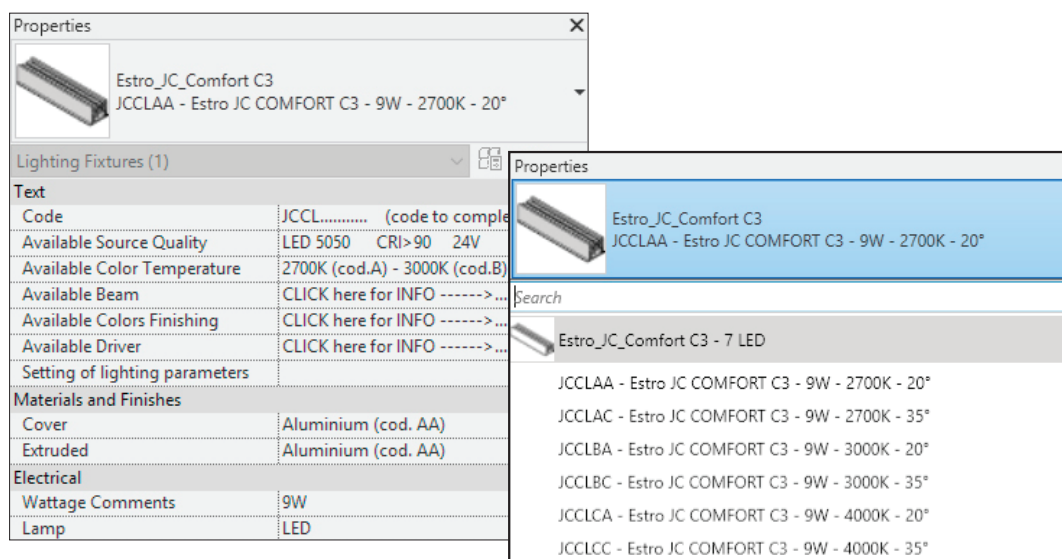 Properties
Estro_JC_Comfort C3
JCCLAA - Estro JC COMFORT C3 - 9W - 2700K - 20°
Lighting Fixtures (1)
Text
Code JCCL........... (code to comple
Available Source Quality LED 5050 CRI>90 24V
Available Color Temperature 2700K (cod.A) - 3000K (cod.B)
Available Beam CLICK here for INFO ------>...
Available Colors Finishing CLICK here for INFO ------>...
Available Driver CLICK here for INFO ------>...
Setting of lighting parameters
Materials and Finishes
Cover Aluminium (cod. AA)
Extruded Aluminium (cod. AA)
Electrical
Wattage Comments 9W
Lamp LED
Properties
Estro_JC_Comfort C3
JCCLAA - Estro JC COMFORT C3 - 9W - 2700K - 20°
Search
Estro_JC_Comfort C3 - 7 LED
JCCLAA - Estro JC COMFORT C3 - 9W - 2700K - 20°
JCCLAC - Estro JC COMFORT C3 - 9W - 2700K - 35°
JCCLBA - Estro JC COMFORT C3 - 9W - 3000K - 20°
JCCLBC - Estro JC COMFORT C3 - 9W - 3000K - 35°
JCCLCA - Estro JC COMFORT C3 - 9W - 4000K - 20°
JCCLCC - Estro JC COMFORT C3 - 9W - 4000K - 35°